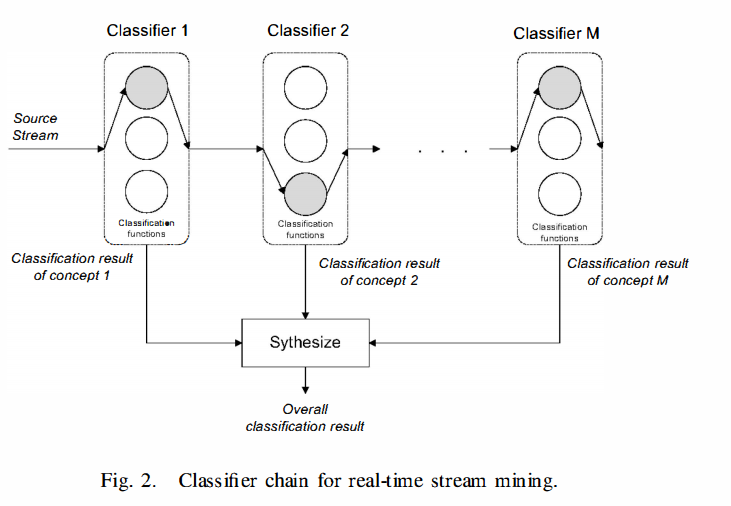 Classifier 1
Classifier 2
Classifier M
Source
Stream
. . .
Classification
functions
Classification
functions
Classification
functions
Classification result
of concept 1
Classification result
of concept 2
Classification result
of concept M
Sythesize
Overall
classification result
Fig. 2. Classifier chain for real-time stream mining.